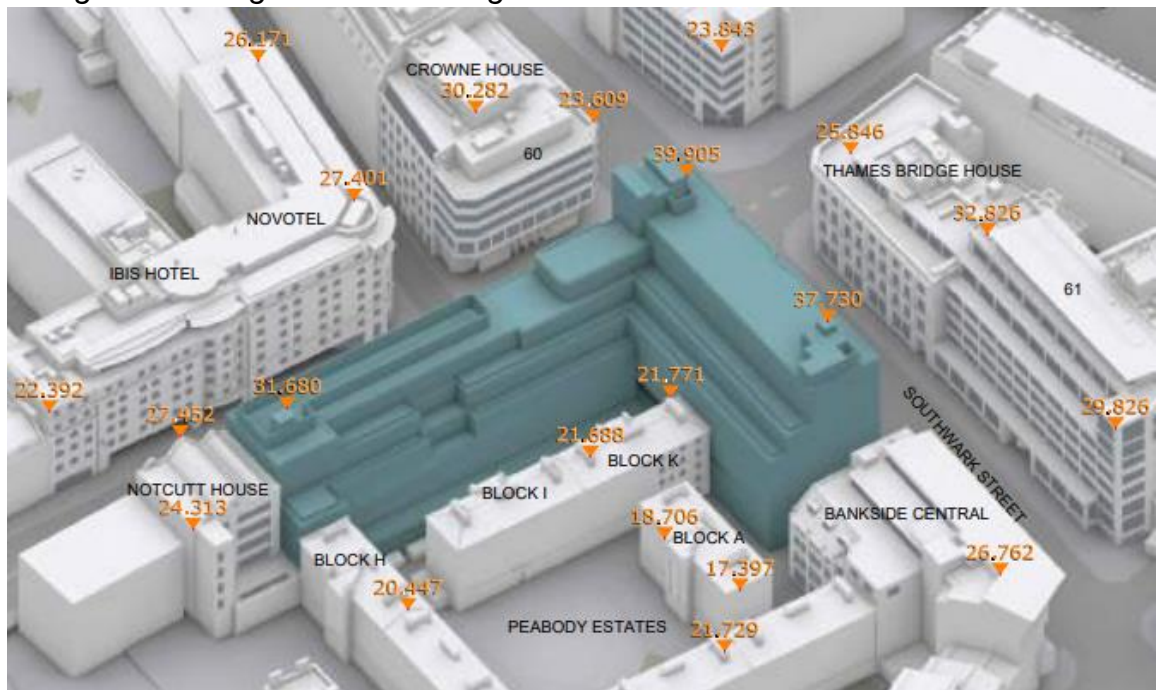 26.171
23.843
CROWNE HOUSE
30.282
23.609
60
25.846
39.905
THAMES BRIDGE HOUSE
27.401
NOVOTEL
32.826
IBIS HOTEL
61
37.730
31.680
21.771
22.392
27.452
29.826
SOUTHWARK STREET
21.688
BLOCK K
NOTCUTT HOUSE
BLOCK I
24.313
BANKSIDE CENTRAL
18.706
BLOCK A
BLOCK H
26.762
17.397
20.447
PEABODY ESTATES
21.729